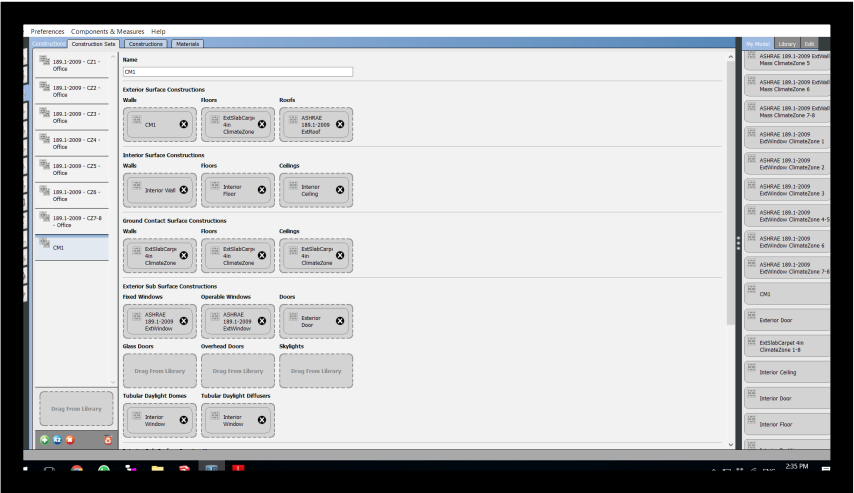 Preferences Components & Measures Help
Constructions Construction Sets Constructions Materials
My Model Library Edit
189.1-2009 - CZ1 -
Office
189.1-2009 - CZ2 -
Office
189.1-2009 - CZ3 -
Office
189.1-2009 - CZ4 -
Office
189.1-2009 - CZ5 -
Office
189.1-2009 - CZ6 -
Office
189.1-2009 - CZ7-8
- Office
CM1
Drag From Library
Name
CM1
Exterior Surface Constructions
Walls Floors Roofs
CM1
ExtSlabCarpe
4in
ClimateZone
ASHRAE
189.1-2009
ExtRoof
Interior Surface Constructions
Walls Floors Ceilings
Interior Wall
Interior
Floor
Interior
Ceiling
Ground Contact Surface Constructions
Walls Floors Ceilings
ExtSlabCarpe
4in
ClimateZone
ExtSlabCarpe
4in
ClimateZone
ExtSlabCarpe
4in
ClimateZone
Exterior Sub Surface Constructions
Fixed Windows Operable Windows Doors
ASHRAE
189.1-2009
ExtWindow
ASHRAE
189.1-2009
ExtWindow
Exterior
Door
Glass Doors Overhead Doors Skylights
Drag From Library Drag From Library Drag From Library
Tubular Daylight Domes Tubular Daylight Diffusers
Interior
Window
Interior
Window
ASHRAE 189.1-2009 ExtWall
Mass ClimateZone 5
ASHRAE 189.1-2009 ExtWall
Mass ClimateZone 6
ASHRAE 189.1-2009 ExtWall
Mass ClimateZone 7-8
ASHRAE 189.1-2009
ExtWindow ClimateZone 1
ASHRAE 189.1-2009
ExtWindow ClimateZone 2
ASHRAE 189.1-2009
ExtWindow ClimateZone 3
ASHRAE 189.1-2009
ExtWindow ClimateZone 4-5
ASHRAE 189.1-2009
ExtWindow ClimateZone 6
ASHRAE 189.1-2009
ExtWindow ClimateZone 7-8
CM1
Exterior Door
ExtSlabCarpet 4in
ClimateZone 1-8
Interior Ceiling
Interior Door
Interior Floor
ENG 2:35 PM